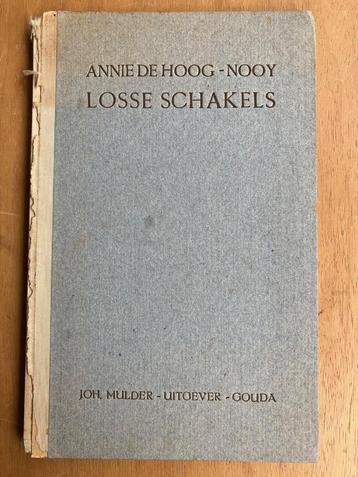 ANNIE DE HOOG - NOOY
LOSSE SCHAKELS
JOH. MULDER - UITGEVER - GOUDA